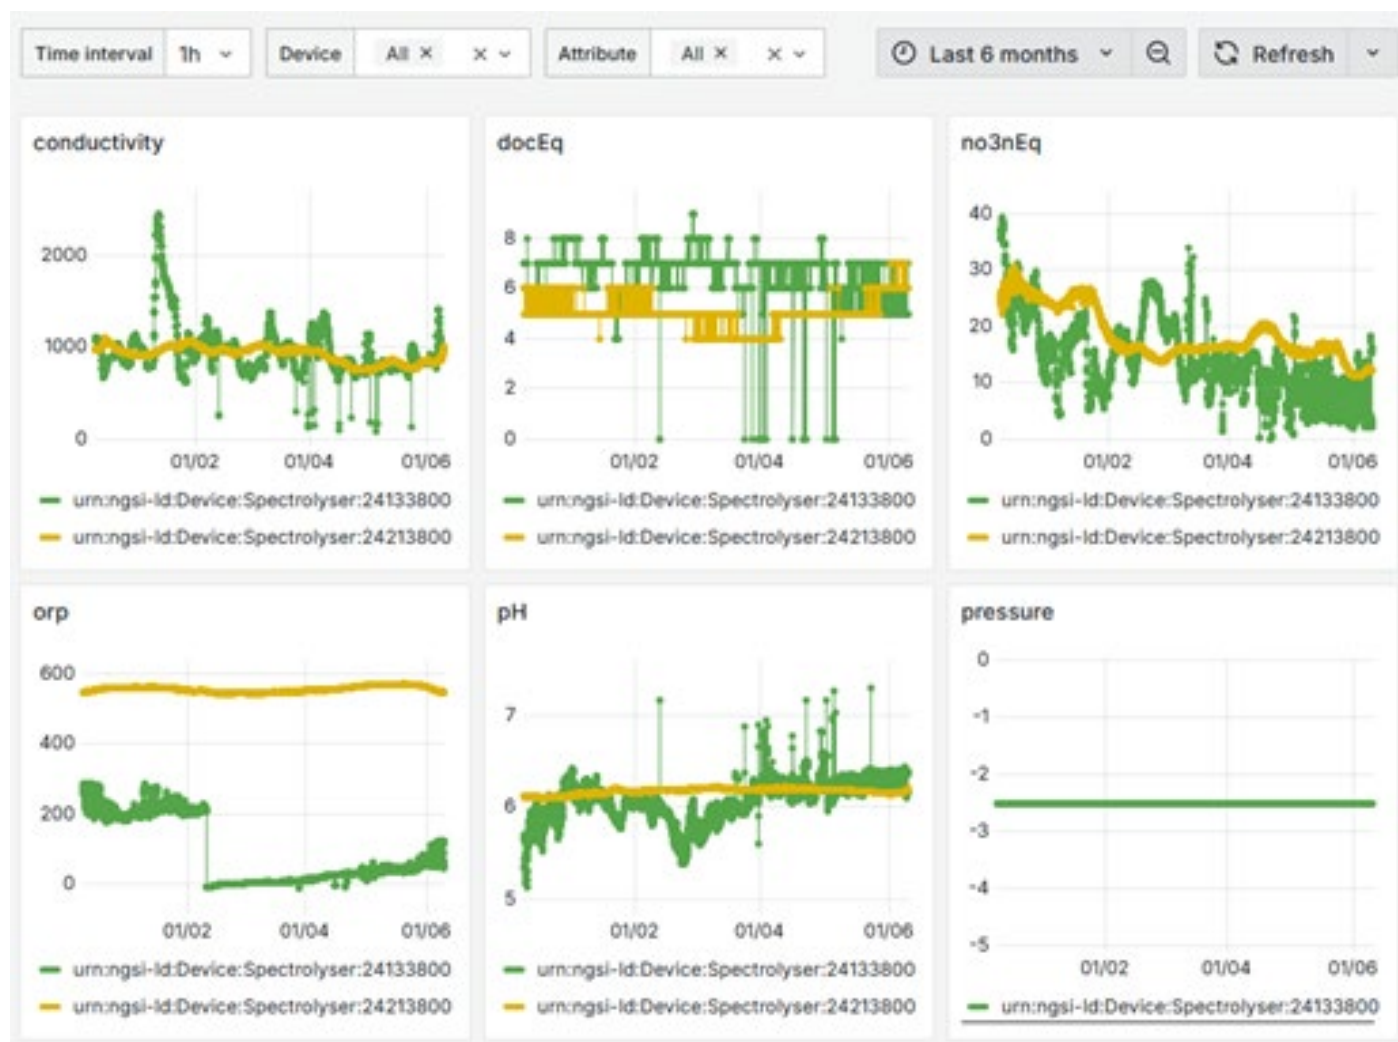 Time interval 1h Device All × × Attribute All × × Last 6 months Refresh
conductivity
2000
1000
0
01/02 01/04 01/06
urn:ngsi-ld:Device:Spectrolyser:24133800
urn:ngsi-ld:Device:Spectrolyser:24213800
docEq
8
6
4
2
0
01/02 01/04 01/06
urn:ngsi-ld:Device:Spectrolyser:24133800
urn:ngsi-ld:Device:Spectrolyser:24213800
no3nEq
40
30
20
10
0
01/02 01/04 01/06
urn:ngsi-ld:Device:Spectrolyser:24133800
urn:ngsi-ld:Device:Spectrolyser:24213800
orp
600
400
200
0
01/02 01/04 01/06
urn:ngsi-ld:Device:Spectrolyser:24133800
urn:ngsi-ld:Device:Spectrolyser:24213800
pH
7
6
5
01/02 01/04 01/06
urn:ngsi-ld:Device:Spectrolyser:24133800
urn:ngsi-ld:Device:Spectrolyser:24213800
pressure
0
-1
-2
-3
-4
-5
01/02 01/04 01/06
urn:ngsi-ld:Device:Spectrolyser:24133800